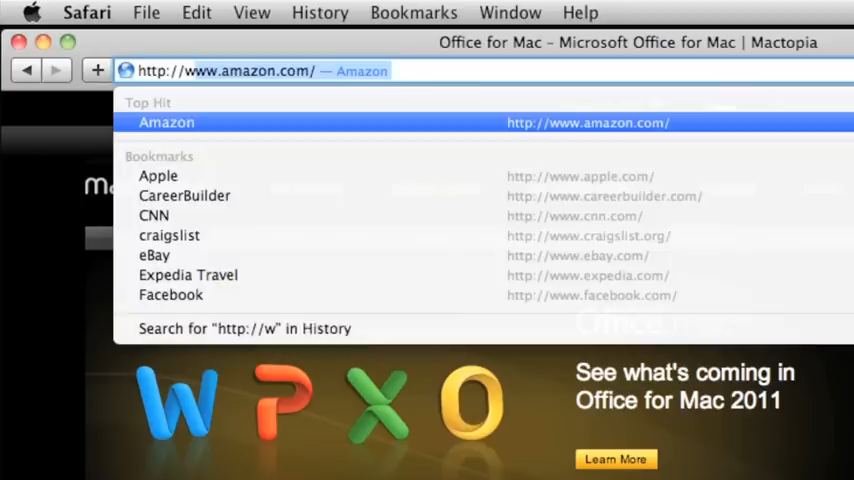 Safari File Edit View History Bookmarks Window Help
Office for Mac – Microsoft Office for Mac | Mactopia
http://www.amazon.com/ — Amazon
Top Hit
Amazon http://www.amazon.com/
Bookmarks
Apple http://www.apple.com/
CareerBuilder http://www.careerbuilder.com/
CNN http://www.cnn.com/
craigslist http://www.craigslist.org/
eBay http://www.ebay.com/
Expedia Travel http://www.expedia.com/
Facebook http://www.facebook.com/
Office
Search for "http://w" in History
W P X O
See what's coming in
Office for Mac 2011
Learn More